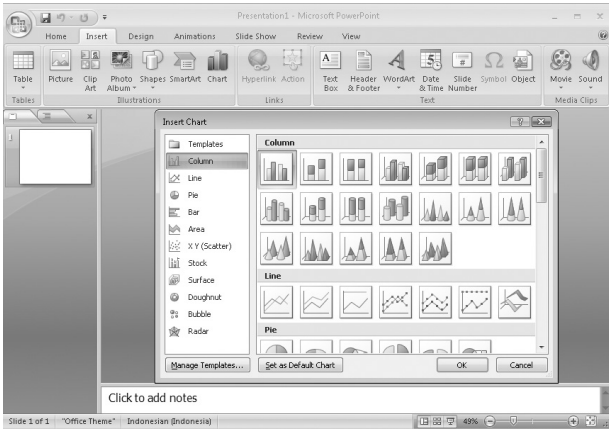 Presentation1 - Microsoft PowerPoint
Home Insert Design Animations Slide Show Review View
Table Picture Clip Art Photo Album Shapes SmartArt Chart Hyperlink Action Text Box Header & Footer WordArt Date & Time Slide Number Symbol Object Movie Sound
Tables Illustrations Links Text Media Clips
1
Insert Chart
Templates
Column
Line
Pie
Bar
Area
X Y (Scatter)
Stock
Surface
Doughnut
Bubble
Radar
Column
Line
Pie
Manage Templates... Set as Default Chart OK Cancel
Click to add notes
Slide 1 of 1 "Office Theme" Indonesian (Indonesia) 49%